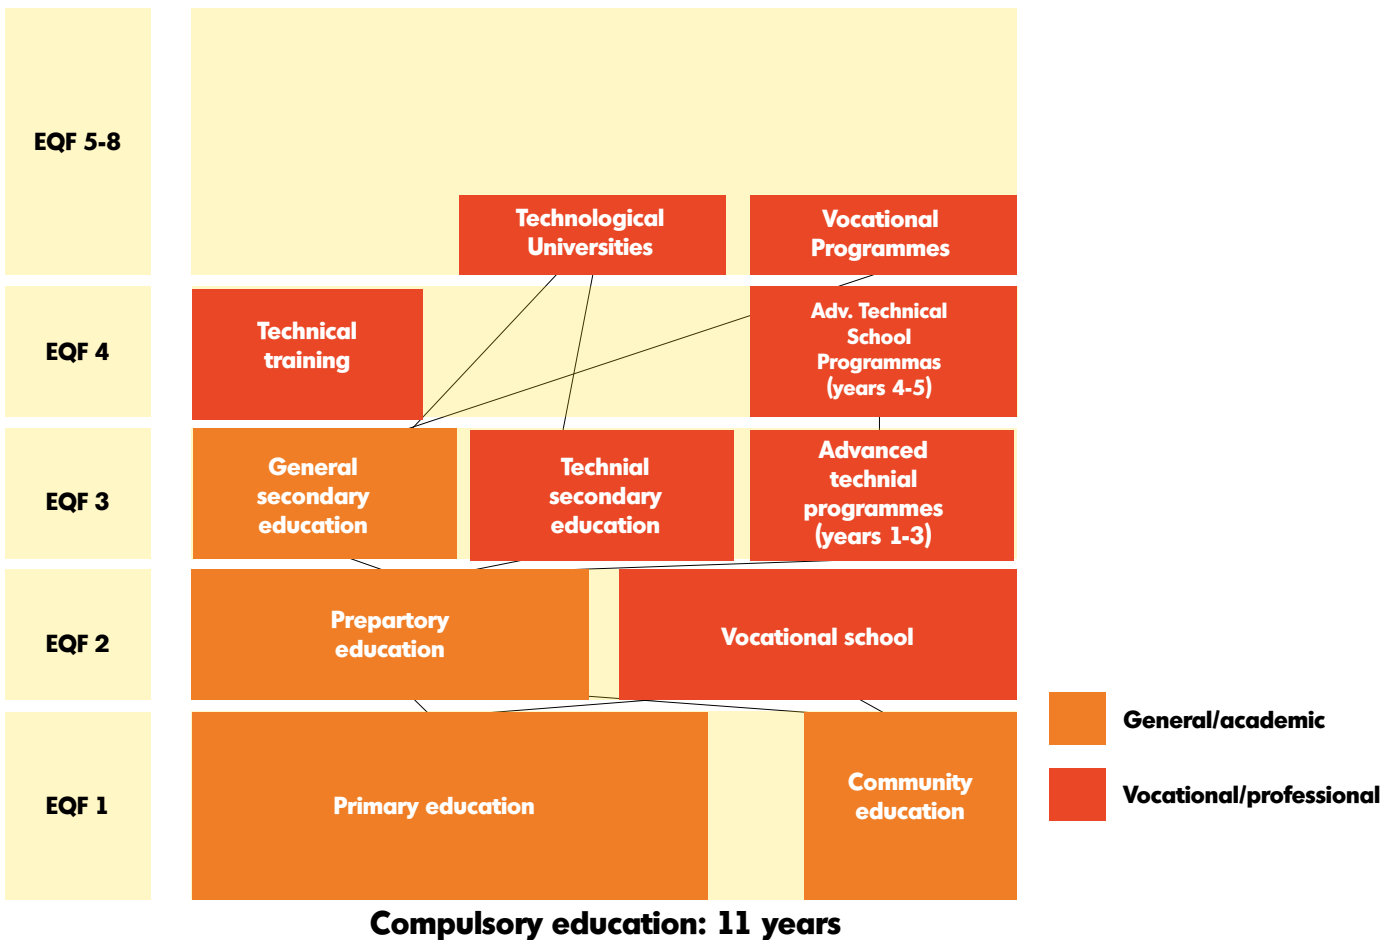 EQF 5-8
Technological
Universities
Vocational
Programmes
EQF 4
Technical
training
Adv. Technical
School
Programmas
(years 4-5)
EQF 3
General
secondary
education
Technial
secondary
education
Advanced
technial
programmes
(years 1-3)
EQF 2
Prepartory
education
Vocational school
EQF 1
Primary education
Community
education
General/academic
Vocational/professional
Compulsory education: 11 years